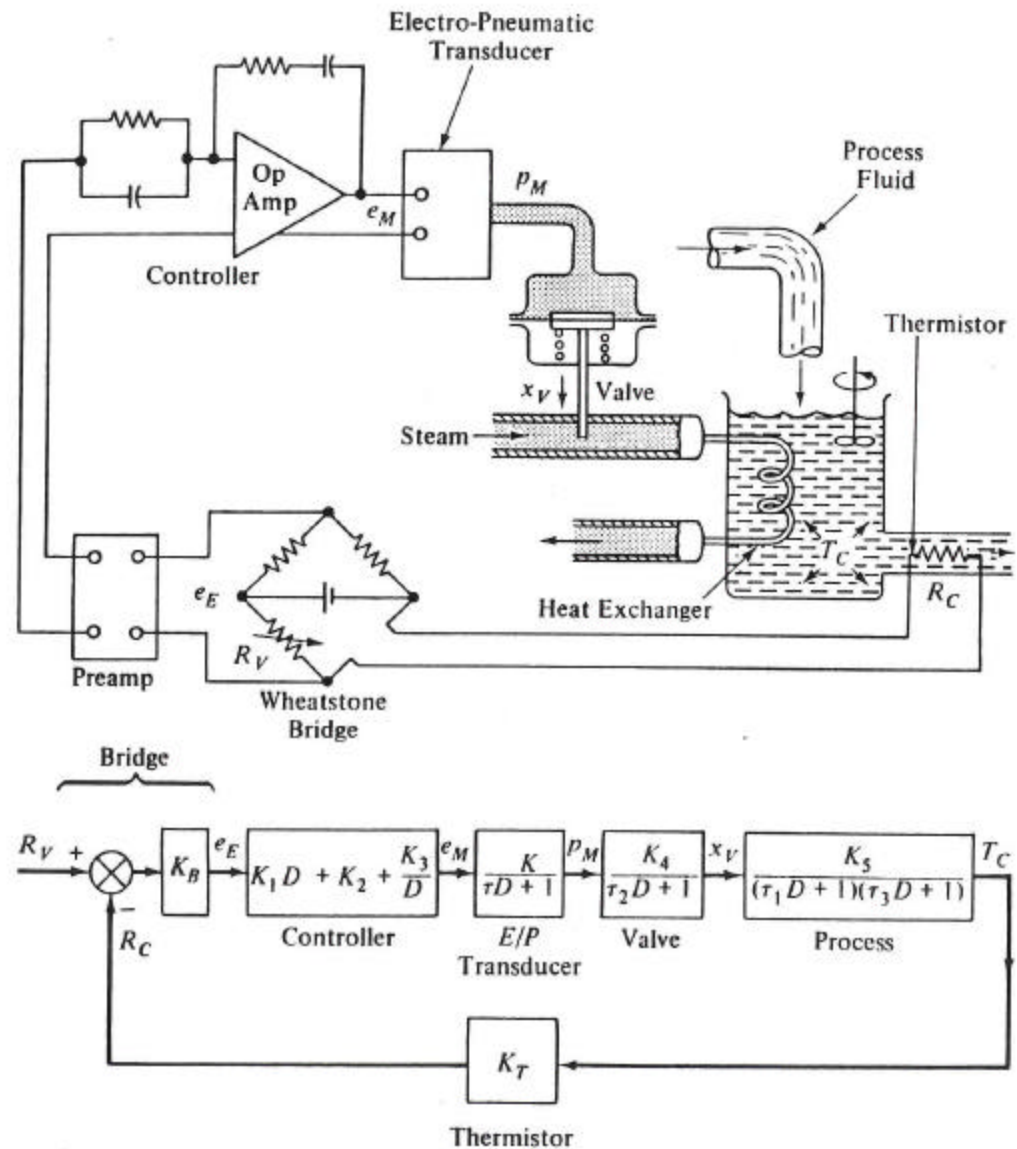 Electro-Pneumatic
Transducer
Op
Amp
e_M
p_M
Process
Fluid
Controller
Thermistor
x_V
Valve
Steam
T_C
R_C
e_E
Heat Exchanger
R_V
Preamp
Wheatstone
Bridge
Bridge
R_V
+
−
R_C
K_B
e_E
K_1 D + K_2 + K_3 / D
Controller
e_M
K / τD + 1
E/P
Transducer
p_M
K_4 / τ_2 D + 1
Valve
x_V
K_5 / (τ_1 D + 1)(τ_3 D + 1)
Process
T_C
K_T
Thermistor